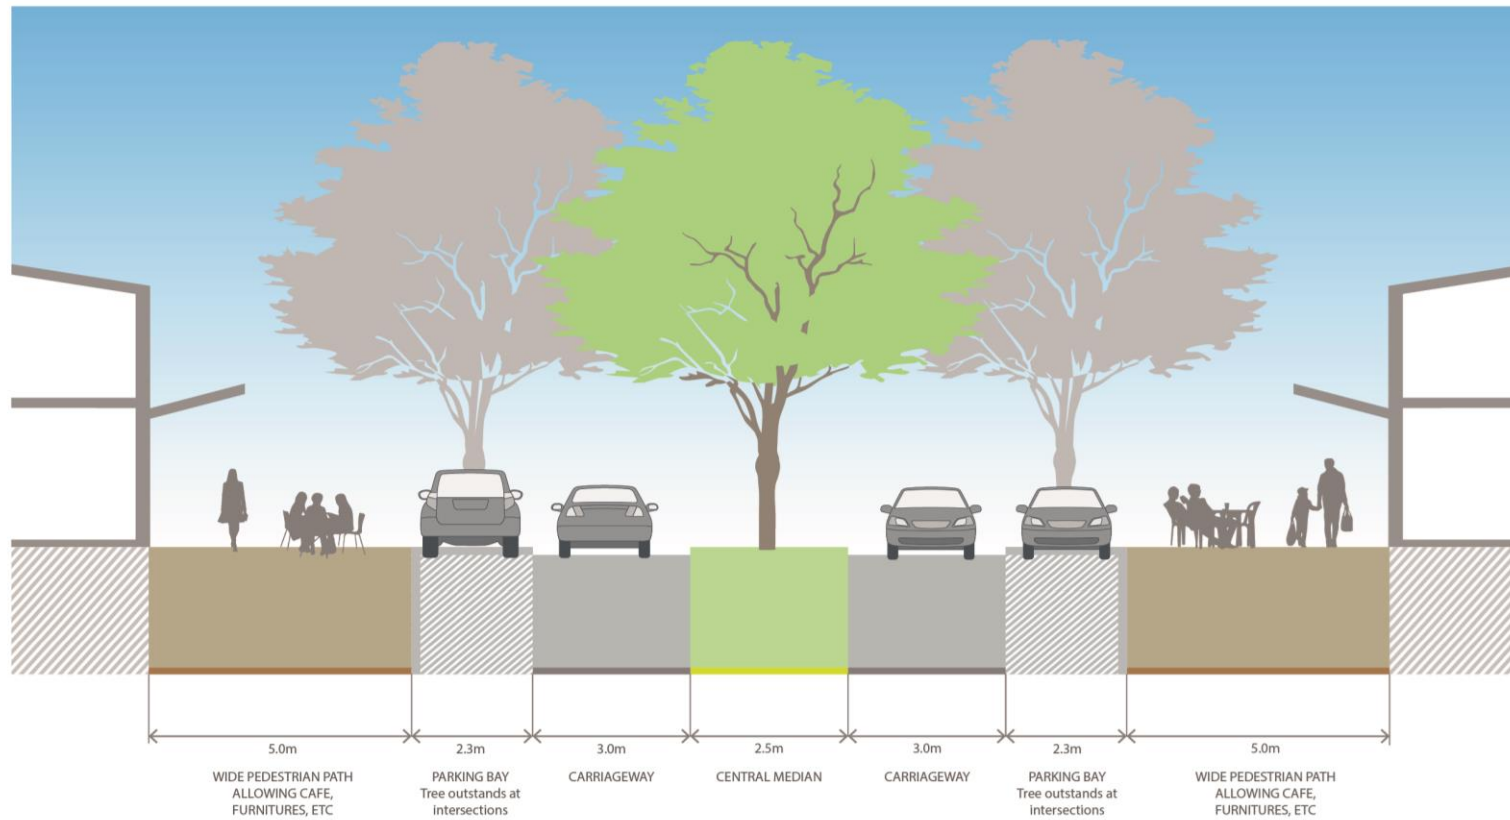 5.0m
2.3m
3.0m
2.5m
3.0m
2.3m
5.0m
WIDE PEDESTRIAN PATH
ALLOWING CAFE,
FURNITURES, ETC
PARKING BAY
Tree outstands at
intersections
CARRIAGEWAY
CENTRAL MEDIAN
CARRIAGEWAY
PARKING BAY
Tree outstands at
intersections
WIDE PEDESTRIAN PATH
ALLOWING CAFE,
FURNITURES, ETC